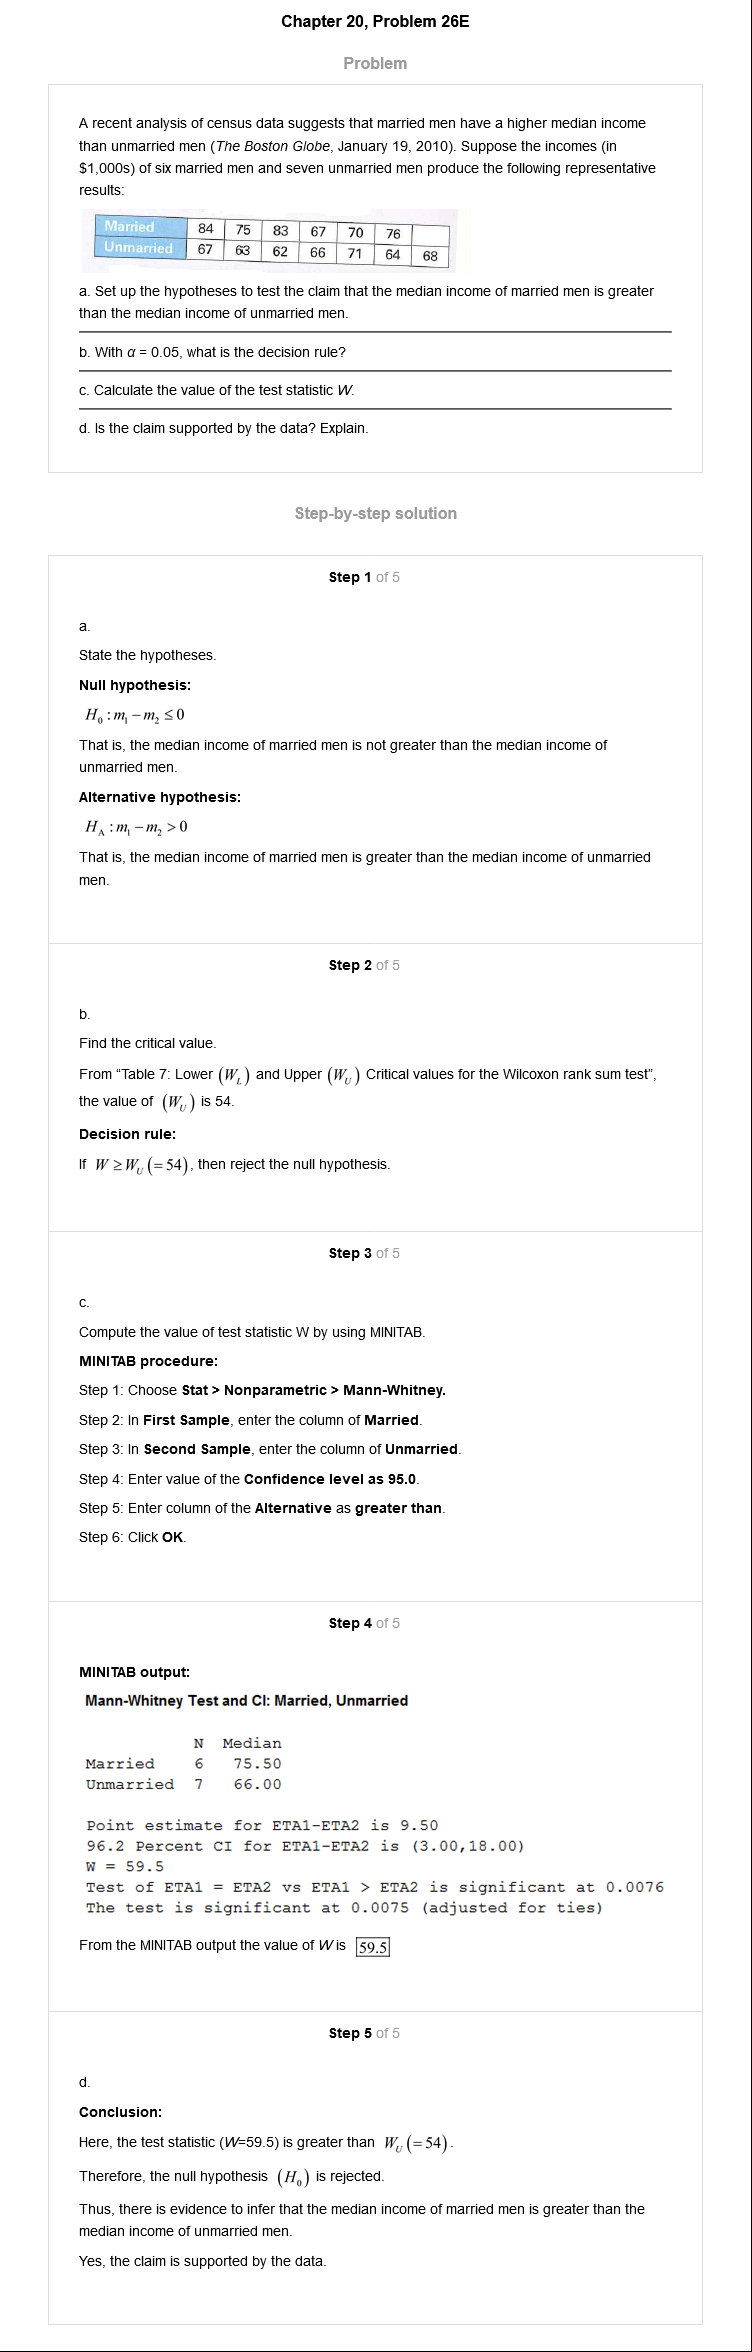 Chapter 20, Problem 26E
Problem
A recent analysis of census data suggests that married men have a higher median income
than unmarried men (The Boston Globe, January 19, 2010). Suppose the incomes (in
$1,000s) of six married men and seven unmarried men produce the following representative
results:
Married 84 75 83 67 70 76
Unmarried 67 63 62 66 71 64 68
a. Set up the hypotheses to test the claim that the median income of married men is greater
than the median income of unmarried men.
b. With α = 0.05, what is the decision rule?
c. Calculate the value of the test statistic W.
d. Is the claim supported by the data? Explain.
Step-by-step solution
Step 1 of 5
a.
State the hypotheses.
Null hypothesis:
H₀ : m₁ − m₂ ≤ 0
That is, the median income of married men is not greater than the median income of
unmarried men.
Alternative hypothesis:
H_A : m₁ − m₂ > 0
That is, the median income of married men is greater than the median income of unmarried
men.
Step 2 of 5
b.
Find the critical value.
From “Table 7: Lower (W_L) and Upper (W_U) Critical values for the Wilcoxon rank sum test”,
the value of (W_U) is 54.
Decision rule:
If W ≥ W_U (= 54), then reject the null hypothesis.
Step 3 of 5
c.
Compute the value of test statistic W by using MINITAB.
MINITAB procedure:
Step 1: Choose Stat > Nonparametric > Mann-Whitney.
Step 2: In First Sample, enter the column of Married.
Step 3: In Second Sample, enter the column of Unmarried.
Step 4: Enter value of the Confidence level as 95.0.
Step 5: Enter column of the Alternative as greater than.
Step 6: Click OK.
Step 4 of 5
MINITAB output:
Mann-Whitney Test and CI: Married, Unmarried
N Median
Married 6 75.50
Unmarried 7 66.00
Point estimate for ETA1-ETA2 is 9.50
96.2 Percent CI for ETA1-ETA2 is (3.00,18.00)
W = 59.5
Test of ETA1 = ETA2 vs ETA1 > ETA2 is significant at 0.0076
The test is significant at 0.0075 (adjusted for ties)
From the MINITAB output the value of W is 59.5
Step 5 of 5
d.
Conclusion:
Here, the test statistic (W=59.5) is greater than W_U (= 54).
Therefore, the null hypothesis (H₀) is rejected.
Thus, there is evidence to infer that the median income of married men is greater than the
median income of unmarried men.
Yes, the claim is supported by the data.